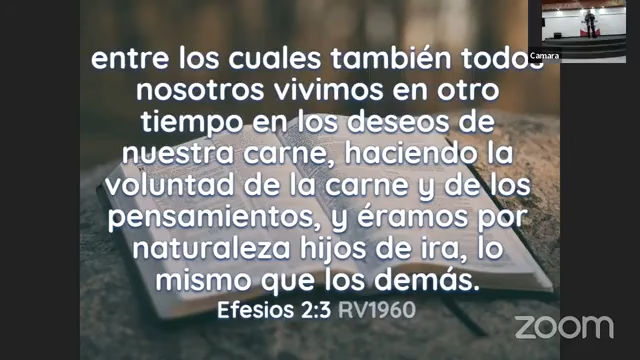 entre los cuales también todos
nosotros vivimos en otro
tiempo en los deseos de
nuestra carne, haciendo la
voluntad de la carne y de los
pensamientos, y éramos por
naturaleza hijos de ira, lo
mismo que los demás.
Efesios 2:3 RV1960
Camara
zoom